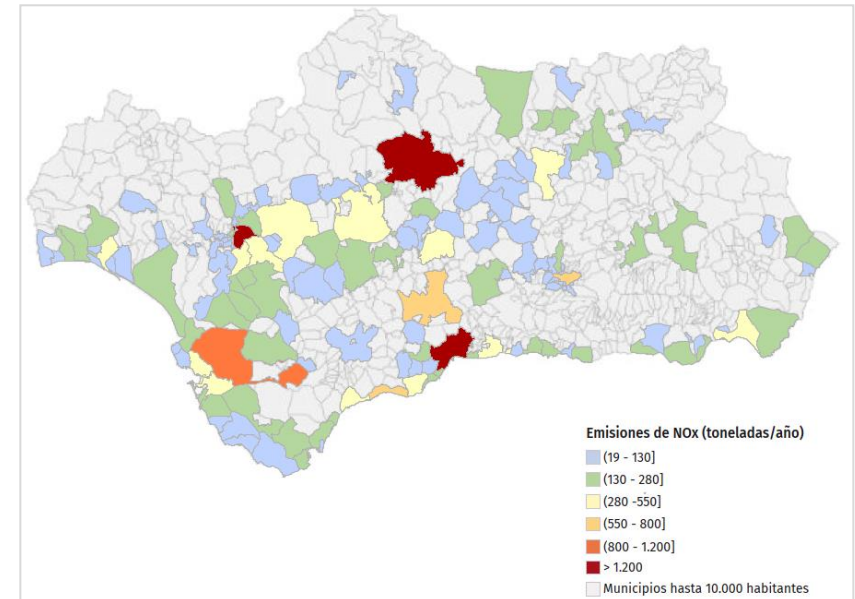 Emisiones de NOx (toneladas/año)
(19 - 130]
(130 - 280]
(280 -550]
(550 - 800]
(800 - 1.200]
> 1.200
Municipios hasta 10.000 habitantes